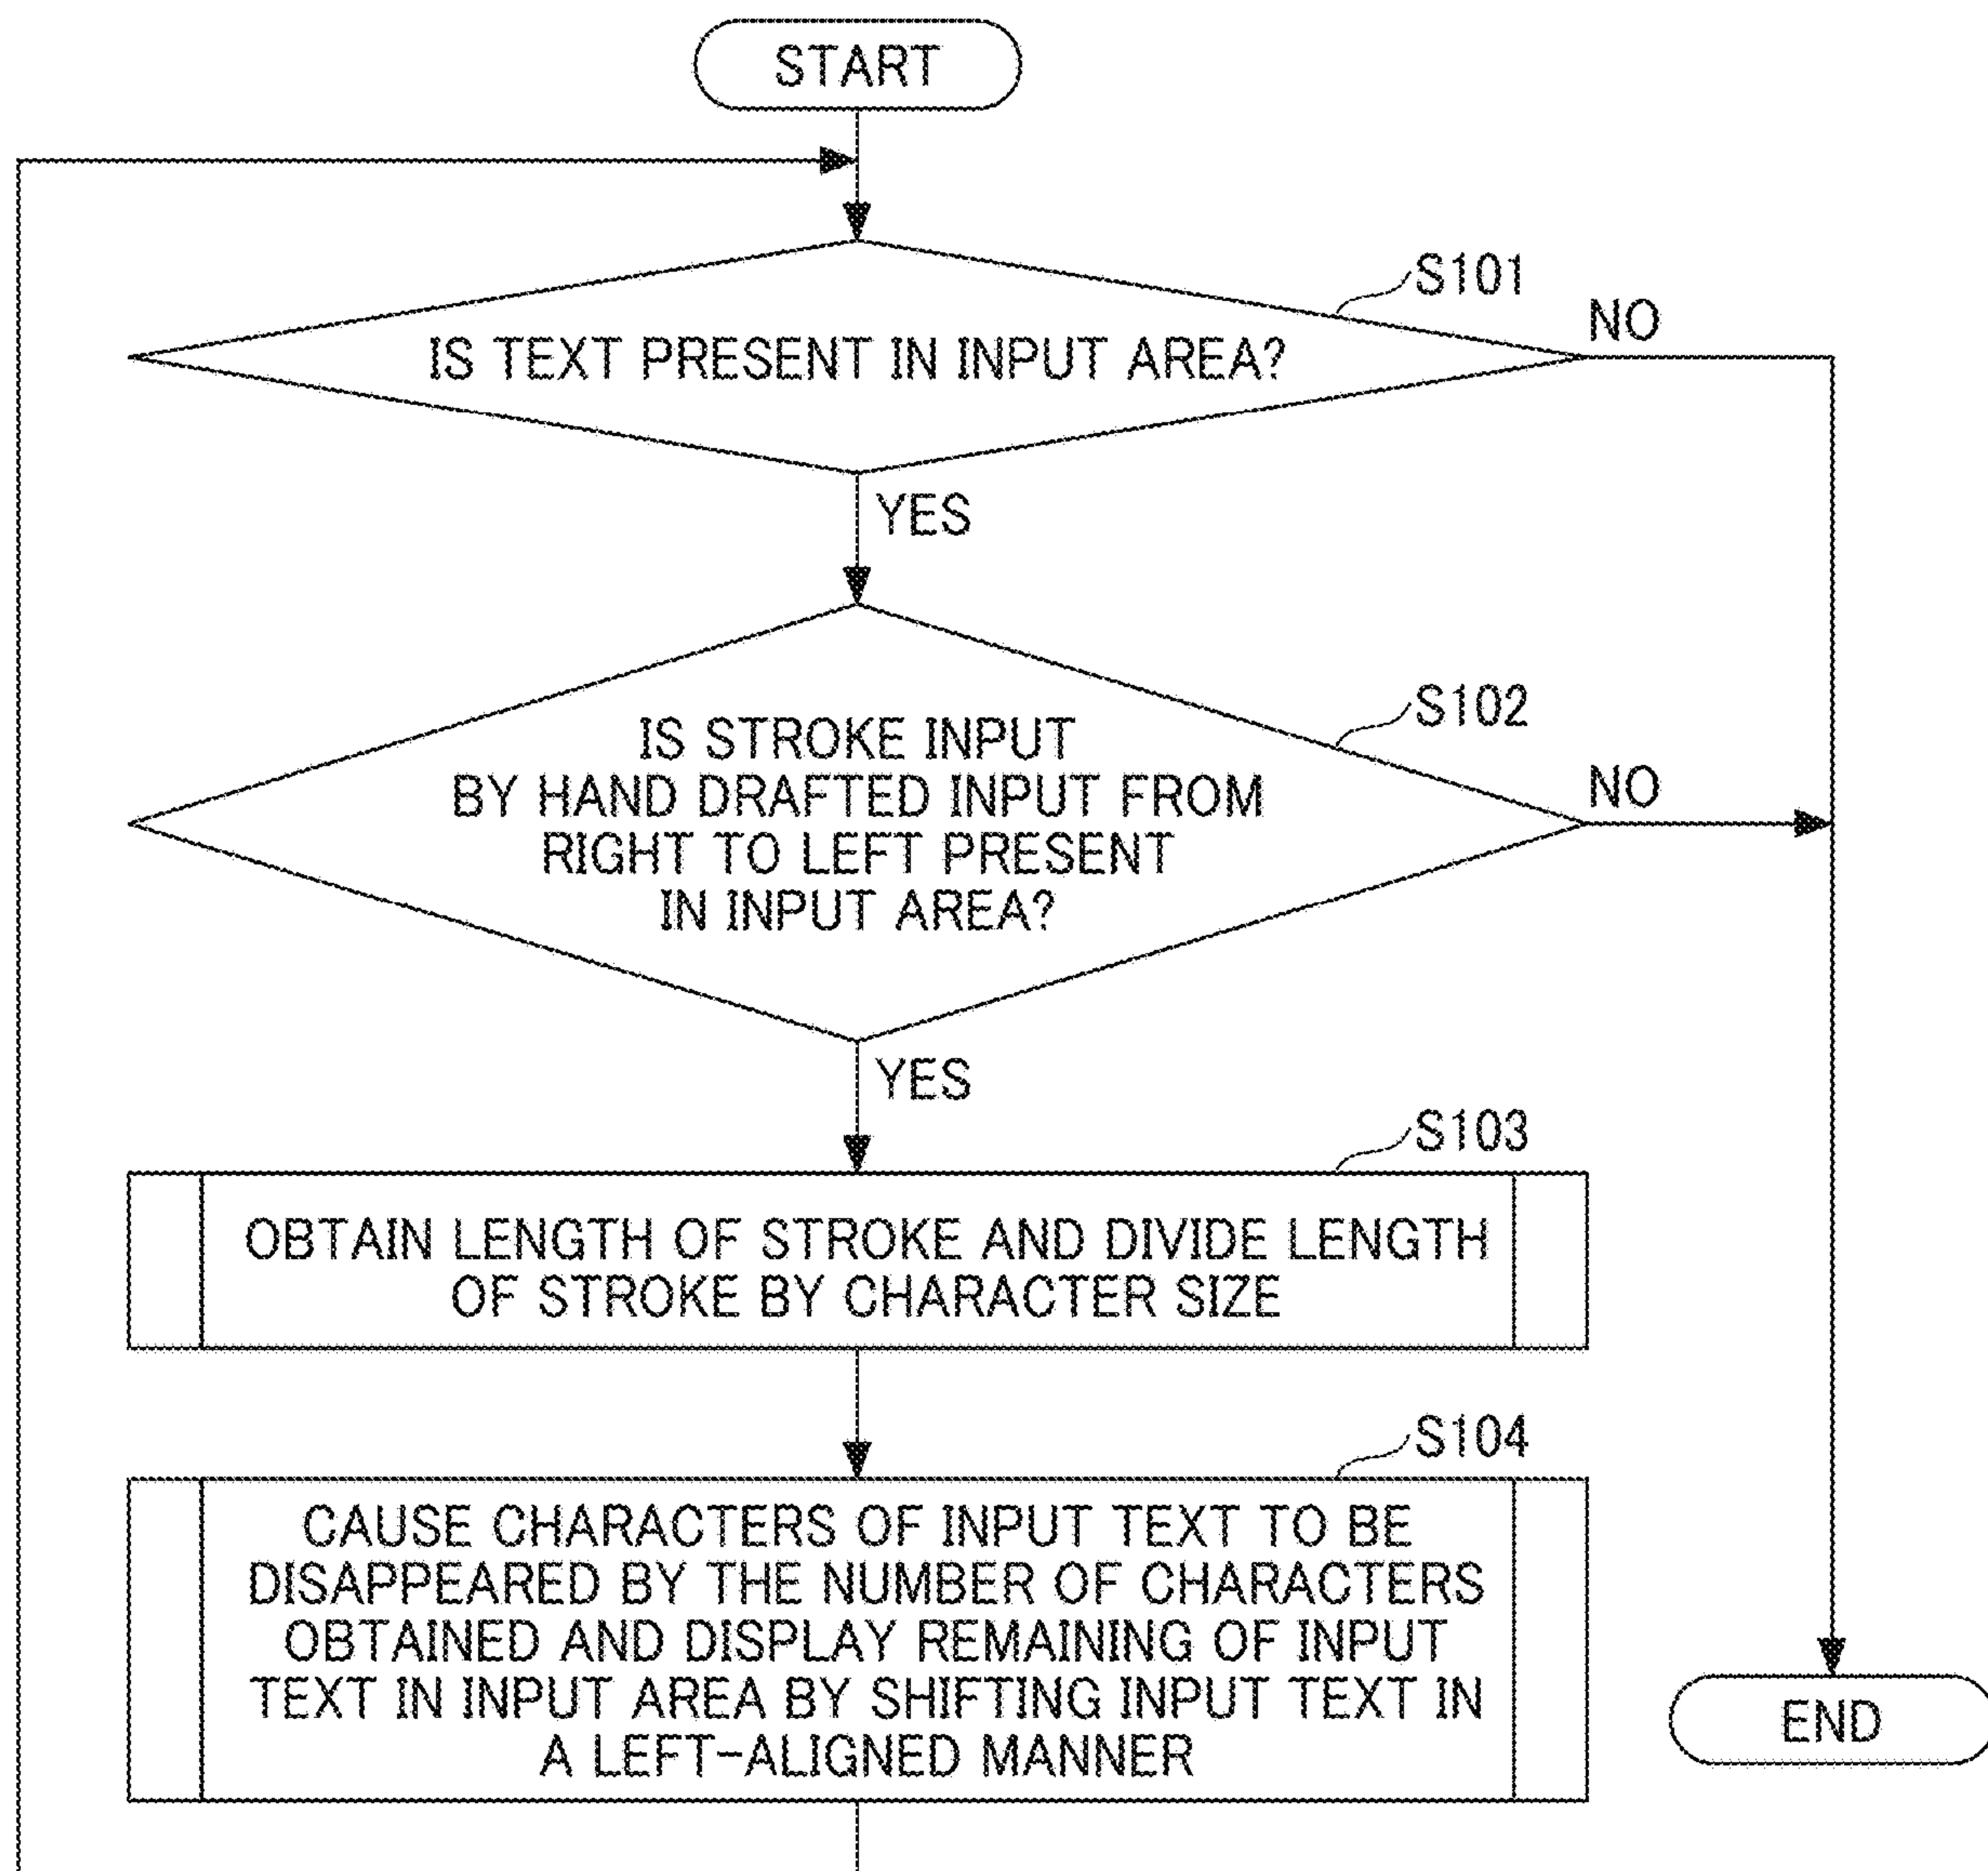 START
S101
IS TEXT PRESENT IN INPUT AREA?
NO
YES
S102
IS STROKE INPUT
BY HAND DRAFTED INPUT FROM
RIGHT TO LEFT PRESENT
IN INPUT AREA?
NO
YES
S103
OBTAIN LENGTH OF STROKE AND DIVIDE LENGTH
OF STROKE BY CHARACTER SIZE
S104
CAUSE CHARACTERS OF INPUT TEXT TO BE
DISAPPEARED BY THE NUMBER OF CHARACTERS
OBTAINED AND DISPLAY REMAINING OF INPUT
TEXT IN INPUT AREA BY SHIFTING INPUT TEXT IN
A LEFT-ALIGNED MANNER
END